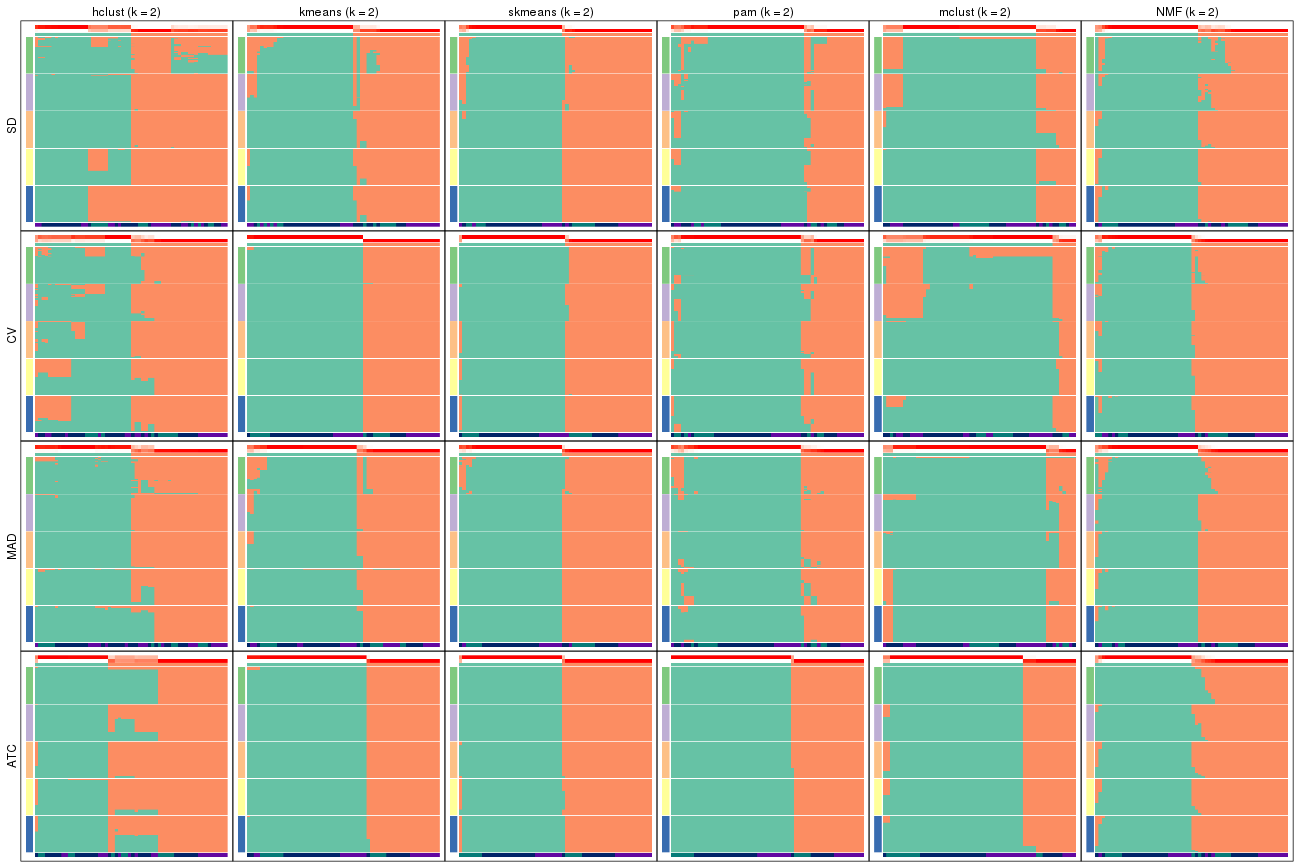 hclust (k = 2) kmeans (k = 2) skmeans (k = 2) pam (k = 2) mclust (k = 2) NMF (k = 2)
SD
CV
MAD
ATC